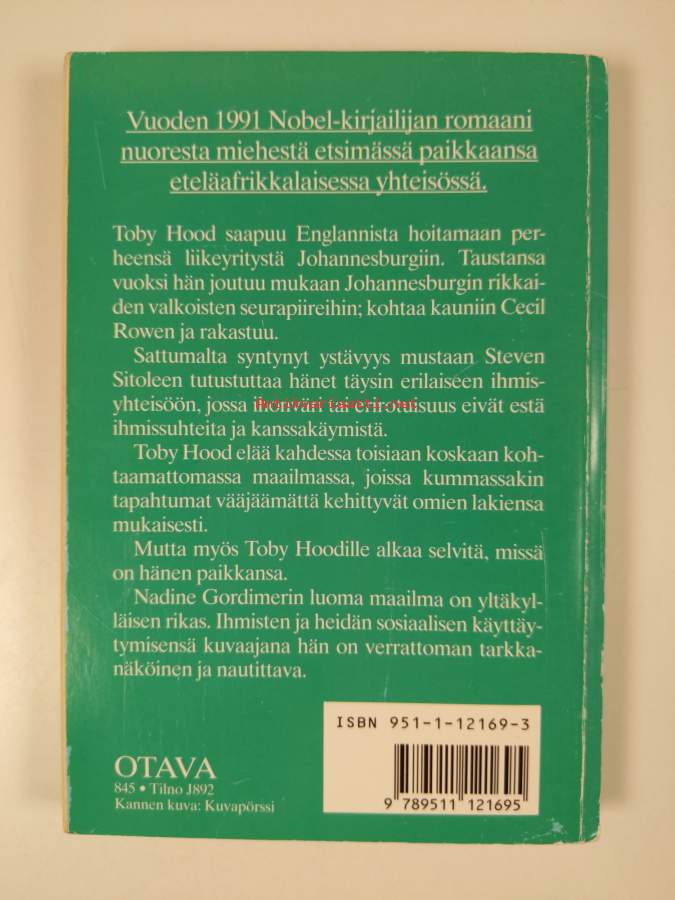 Vuoden 1991 Nobel-kirjailijan romaani
nuoresta miehestä etsimässä paikkaansa
eteläafrikkalaisessa yhteisössä.
Toby Hood saapuu Englannista hoitamaan per-
heensä liikeyritystä Johannesburgiin. Taustansa
vuoksi hän joutuu mukaan Johannesburgin rikkai-
den valkoisten seurapiireihin; kohtaa kauniin Cecil
Rowen ja rakastuu.
Sattumalta syntynyt ystävyys mustaan Steven
Sitoleen tutustuttaa hänet täysin erilaiseen ihmis-
yhteisöön, jossa ihonvärin tai erirotuisuus eivät estä
ihmissuhteita ja kanssakäymistä.
Toby Hood elää kahdessa toisiaan koskaan koh-
taamattomassa maailmassa, joissa kummassakin
tapahtumat vääjäämättä kehittyvät omien lakiensa
mukaisesti.
Mutta myös Toby Hoodille alkaa selvitä, missä
on hänen paikkansa.
Nadine Gordimerin luoma maailma on yltäkyl-
läisen rikas. Ihmisten ja heidän sosiaalisen käyttäy-
tymisensä kuvaajana hän on verrattoman tarkka-
näköinen ja nautittava.
ISBN 951-1-12169-3
OTAVA
845 • Tilno J892
Kannen kuva: Kuvapörssi
9 789511 121695